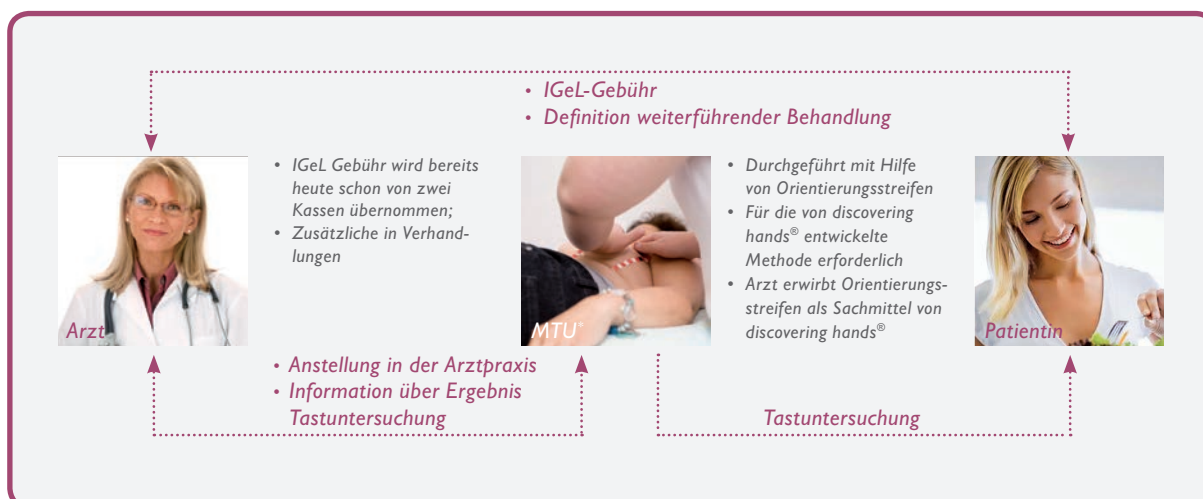 • IGeL-Gebühr
• Definition weiterführender Behandlung
• IGeL Gebühr wird bereits
heute schon von zwei
Kassen übernommen;
• Zusätzliche in Verhand-
lungen
• Durchgeführt mit Hilfe
von Orientierungsstreifen
• Für die von discovering
hands® entwickelte
Methode erforderlich
• Arzt erwirbt Orientierungs-
streifen als Sachmittel von
discovering hands®
Arzt
MTU®
Patientin
• Anstellung in der Arztpraxis
• Information über Ergebnis
Tastuntersuchung
Tastuntersuchung